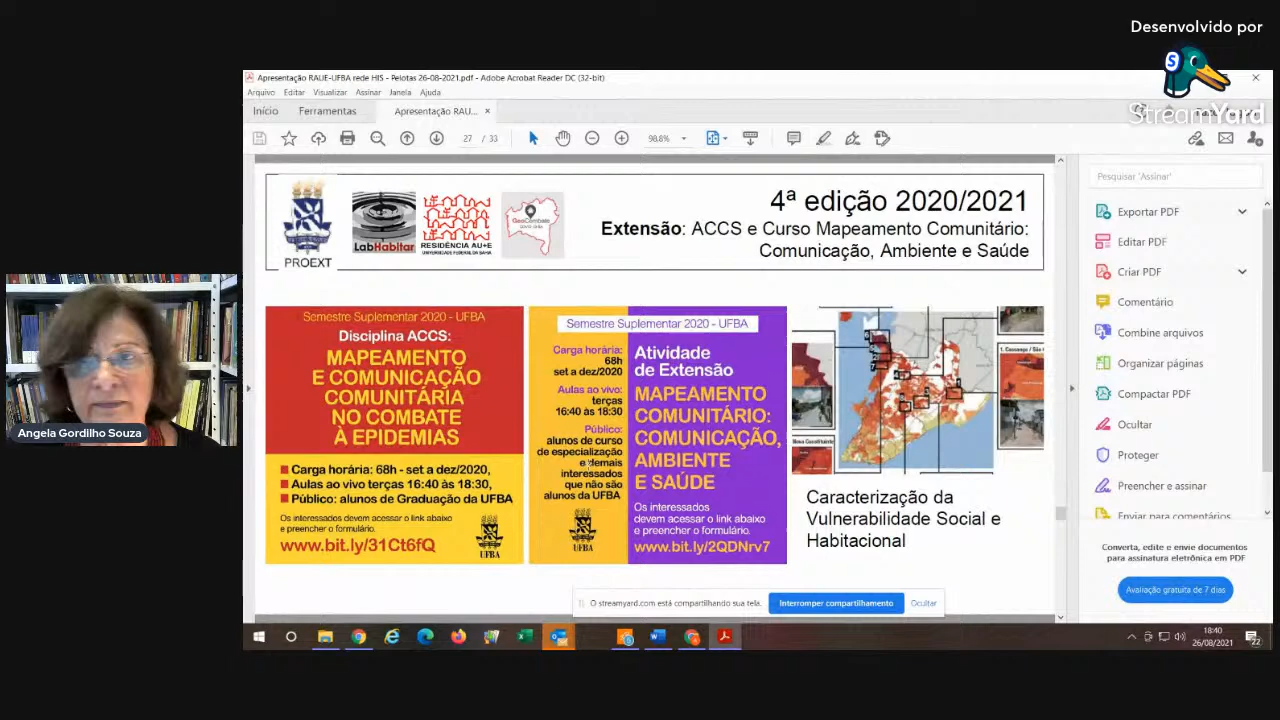 Desenvolvido por
StreamYard
Apresentação RAUE-UFBA rede HIS - Pelotas 26-08-2021.pdf - Adobe Acrobat Reader DC (32-bit)
Arquivo Editar Visualizar Assinar Janela Ajuda
Início Ferramentas Apresentação RAU... ×
27 / 33 98.8%
Pesquisar 'Assinar'
Exportar PDF
Editar PDF
Criar PDF
Comentário
Combine arquivos
Organizar páginas
Compactar PDF
Ocultar
Proteger
Preencher e assinar
Enviar para comentários
Converta, edite e envie documentos
para assinatura eletrônica em PDF
Avaliação gratuita de 7 dias
PROEXT
LabHabitar
RESIDÊNCIA AU+E
UNIVERSIDADE FEDERAL DA BAHIA
GeoCombate
4ª edição 2020/2021
Extensão: ACCS e Curso Mapeamento Comunitário:
Comunicação, Ambiente e Saúde
Semestre Suplementar 2020 - UFBA
Disciplina ACCS:
MAPEAMENTO
E COMUNICAÇÃO
COMUNITÁRIA
NO COMBATE
À EPIDEMIAS
Carga horária: 68h - set a dez/2020,
Aulas ao vivo terças 16:40 às 18:30,
Público: alunos de Graduação da UFBA
Os interessados devem acessar o link abaixo
e preencher o formulário.
www.bit.ly/31Ct6fQ
UFBA
Semestre Suplementar 2020 - UFBA
Carga horária:
68h
set a dez/2020
Aulas ao vivo:
terças
16:40 às 18:30
Público:
alunos de curso
de especialização
e demais
interessados
que não são
alunos da UFBA
UFBA
Atividade
de Extensão
MAPEAMENTO
COMUNITÁRIO:
COMUNICAÇÃO,
AMBIENTE
E SAÚDE
Os interessados
devem acessar o link abaixo
e preencher o formulário.
www.bit.ly/2QDNrv7
Caracterização da
Vulnerabilidade Social e
Habitacional
Angela Gordilho Souza
O streamyard.com está compartilhando sua tela. Interromper compartilhamento Ocultar
18:40
26/08/2021
22